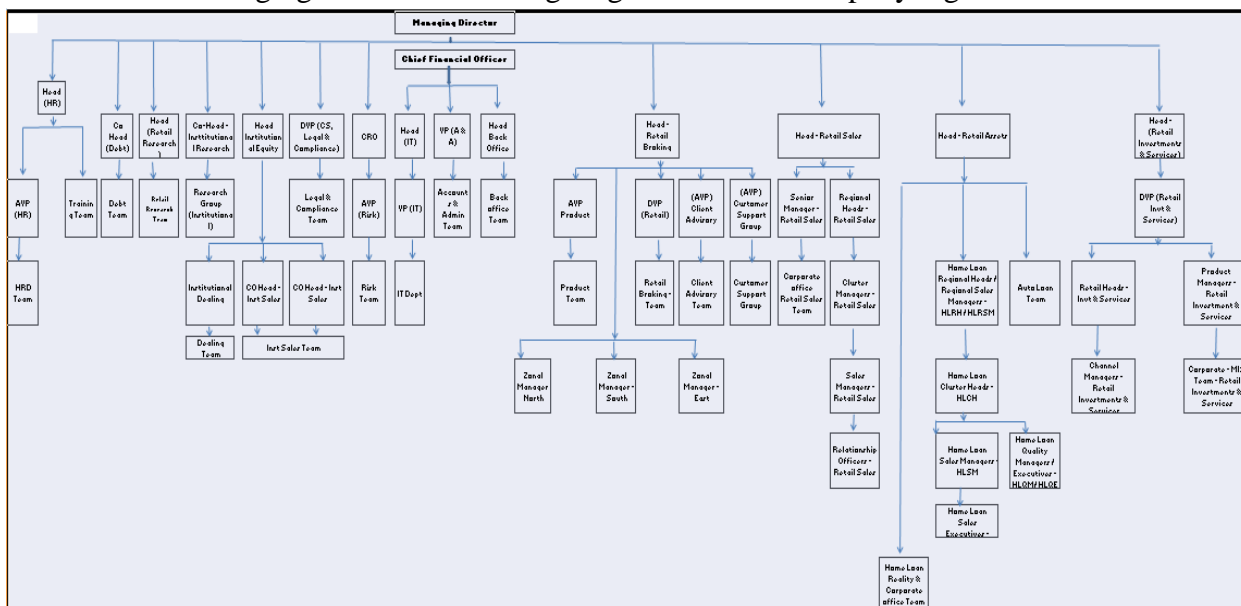 Managing Director
Chief Financial Officer
Head
(HR)
Co
Head
(Debt)
Head
(Retail
Research
)
Co-Head -
Institutiona
l Research
Head
Institution
al Equity
DVP (CS,
Legal &
Compliance)
CRO
Head
(IT)
VP (A &
A)
Head
Back
Office
Head -
Retail
Broking
Head - Retail Sales
Head - Retail Assets
Head -
(Retail
Investments
& Services)
AVP
(HR)
Trainin
g Team
Debt
Team
Retail
Research
Team
Research
Group
(Institutiona
l)
Legal &
Compliance
Team
AVP
(Risk)
VP (IT)
Account
s &
Admin
Team
Back
office
Team
AVP
Product
DVP
(Retail)
(AVP)
Client
Advisory
(AVP)
Customer
Support
Group
Senior
Manager -
Retail Sales
Regional
Heads -
Retail Sales
DVP (Retail
Invt &
Services)
HRD
Team
Institutional
Dealing
CO Head -
Inst Sales
CO Head - Inst
Sales
Risk
Team
IT Dept
Product
Team
Retail
Broking -
Team
Client
Advisory
Team
Customer
Support
Group
Corporate
office
Retail Sales
Team
Cluster
Managers -
Retail Sales
Home Loan
Regional Heads /
Regional Sales
Managers -
HLRH / HLRSM
Auto Loan
Team
Retail Heads -
Invt & Services
Product
Managers -
Retail
Investment &
Services
Dealing
Team
Inst Sales Team
Zonal
Manager
North
Zonal
Manager -
South
Zonal
Manager -
East
Sales
Managers -
Retail Sales
Home Loan
Cluster Heads -
HLCH
Channel
Managers -
Retail
Investments &
Services
Corporate - MIS
Team - Retail
Investments &
Services
Relationship
Officers -
Retail Sales
Home Loan
Sales Managers -
HLSM
Home Loan
Quality
Managers /
Executives -
HLQM / HLQE
Home Loan
Sales
Executives -
Home Loan
Reality &
Corporate
office Team